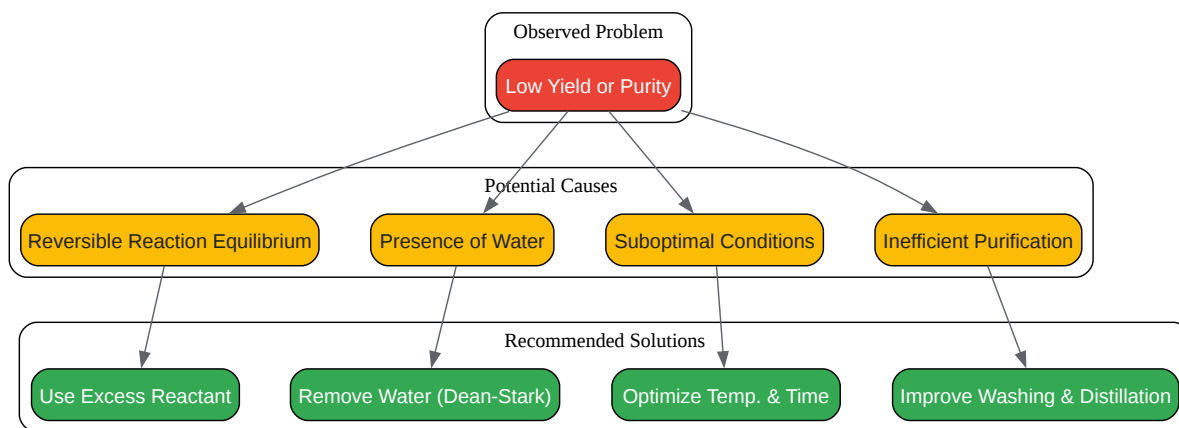 Observed Problem
Low Yield or Purity
Potential Causes
Reversible Reaction Equilibrium
Presence of Water
Suboptimal Conditions
Inefficient Purification
Recommended Solutions
Use Excess Reactant
Remove Water (Dean-Stark)
Optimize Temp. & Time
Improve Washing & Distillation